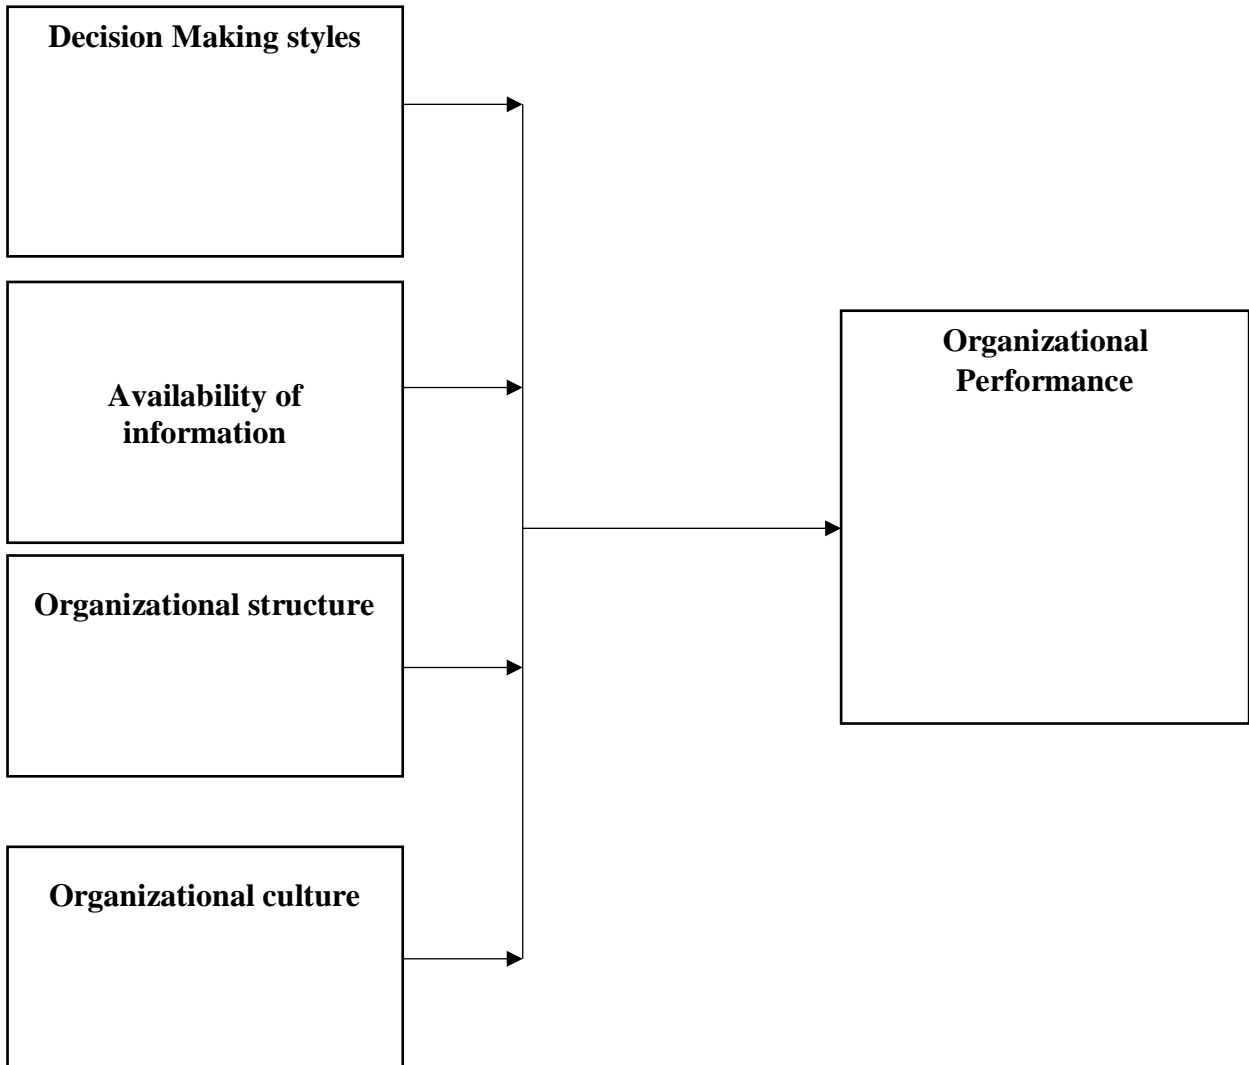 Decision Making styles
Availability of
information
Organizational structure
Organizational culture
Organizational
Performance